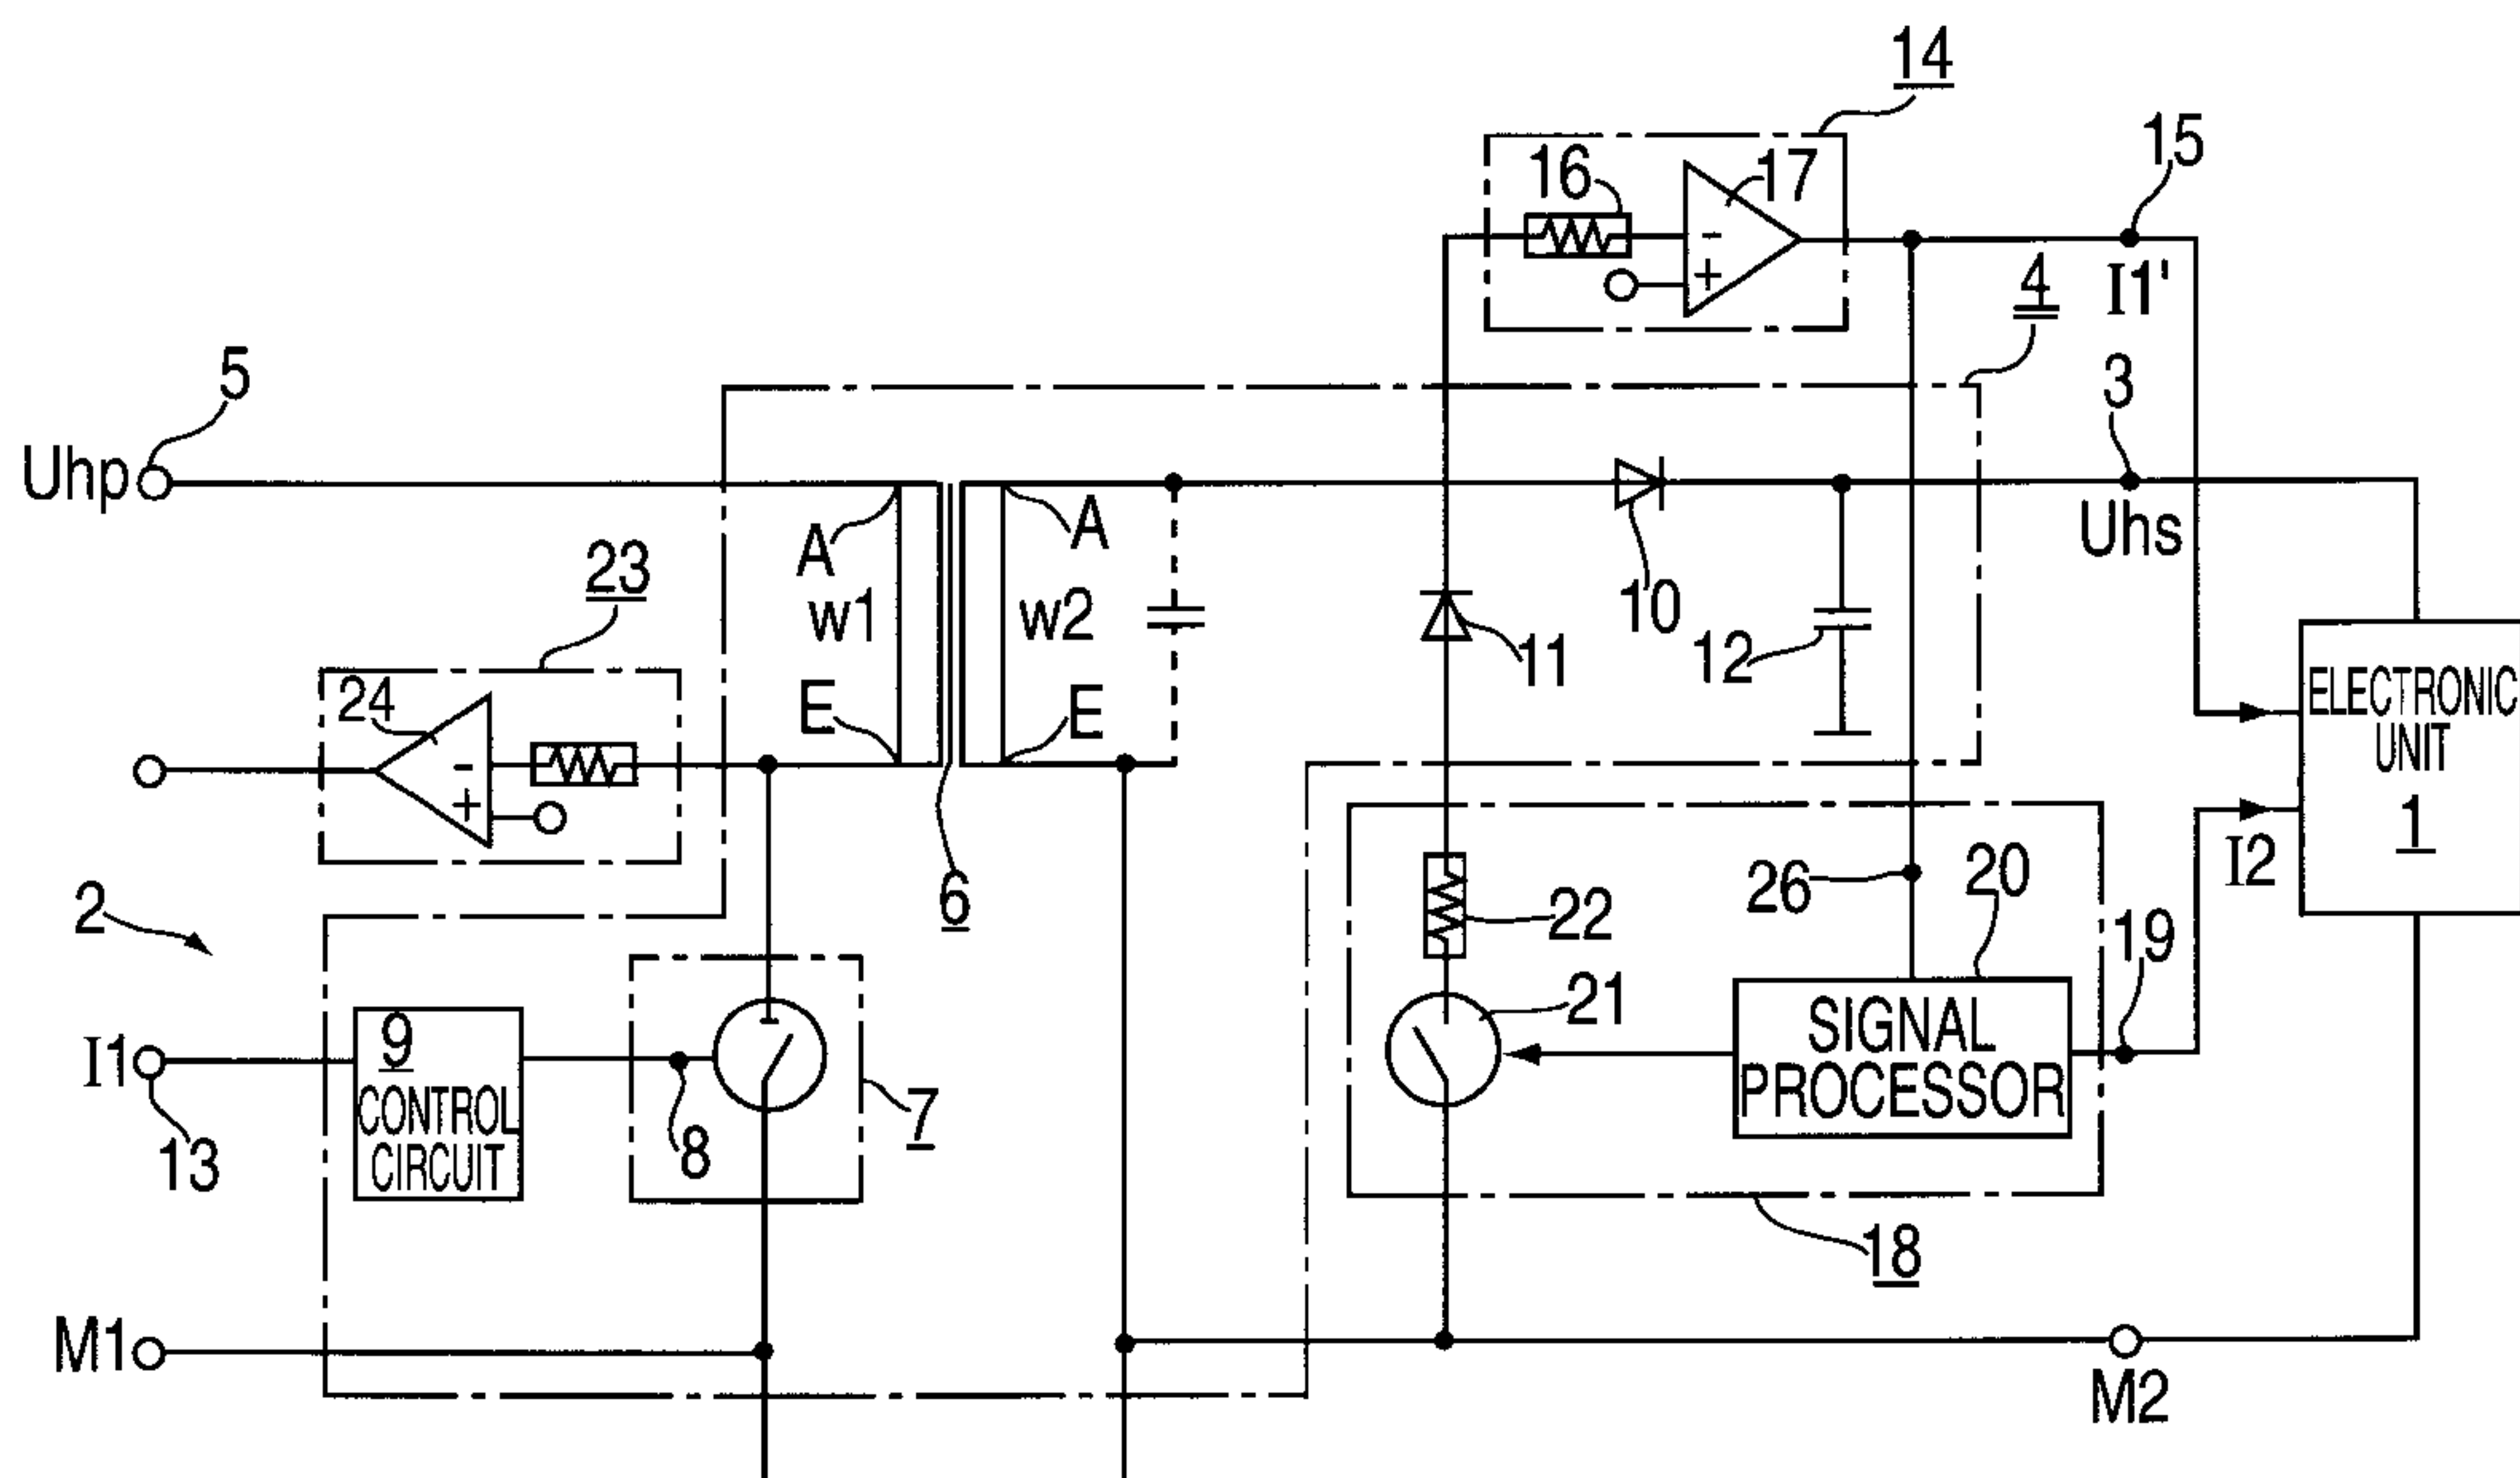 14
15
16
17
-
+
I1'
4
5
3
Uhp
A
A
Uhs
23
w1
w2
10
11
12
24
E
E
-
+
ELECTRONIC
UNIT
1
2
6
22
26
20
I2
19
21
I1
9
CONTROL
CIRCUIT
8
7
SIGNAL
PROCESSOR
13
18
M1
M2